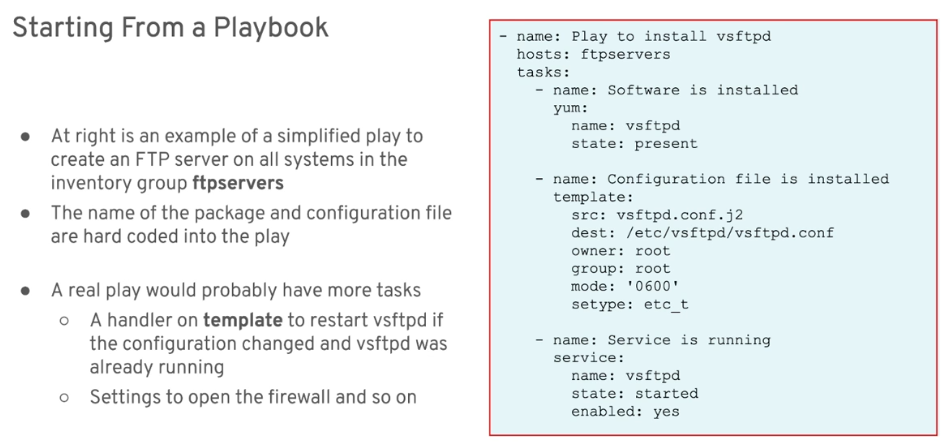 Starting From a Playbook
● At right is an example of a simplified play to
create an FTP server on all systems in the
inventory group ftpservers
● The name of the package and configuration file
are hard coded into the play
● A real play would probably have more tasks
○ A handler on template to restart vsftpd if
the configuration changed and vsftpd was
already running
○ Settings to open the firewall and so on
- name: Play to install vsftpd
  hosts: ftpservers
  tasks:
    - name: Software is installed
      yum:
        name: vsftpd
        state: present
    - name: Configuration file is installed
      template:
        src: vsftpd.conf.j2
        dest: /etc/vsftpd/vsftpd.conf
        owner: root
        group: root
        mode: '0600'
        setype: etc_t
    - name: Service is running
      service:
        name: vsftpd
        state: started
        enabled: yes